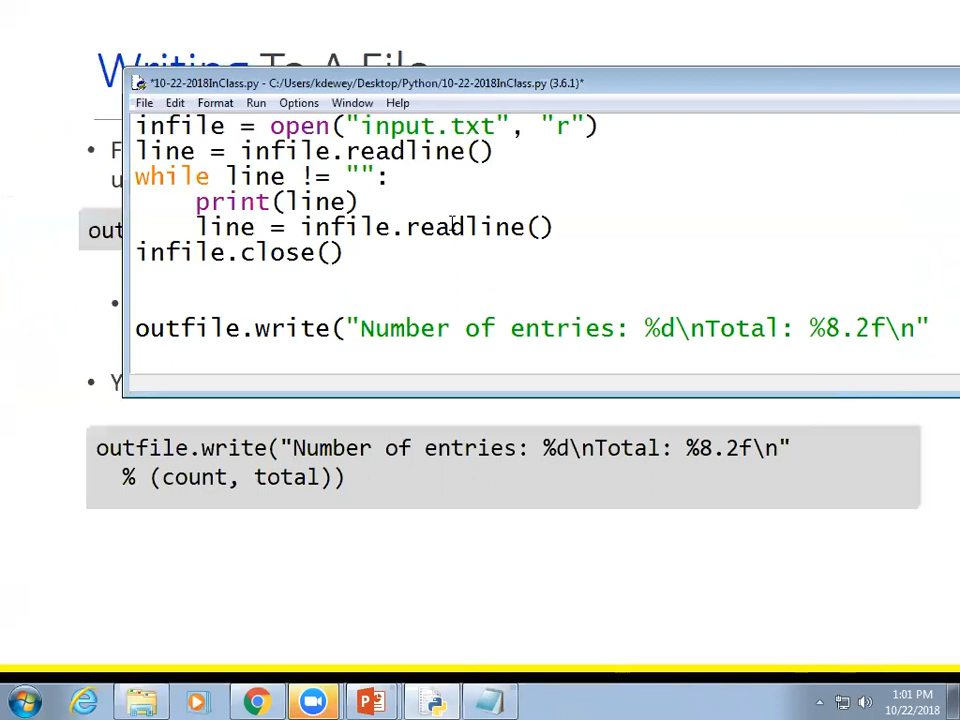 Writing To A File
*10-22-2018InClass.py - C:/Users/kdewey/Desktop/Python/10-22-2018InClass.py (3.6.1)*
File Edit Format Run Options Window Help
infile = open("input.txt", "r")
line = infile.readline()
while line != "":
    print(line)
    line = infile.readline()
infile.close()
outfile.write("Number of entries: %d\nTotal: %8.2f\n"
outfile.write("Number of entries: %d\nTotal: %8.2f\n"
  % (count, total))
1:01 PM
10/22/2018